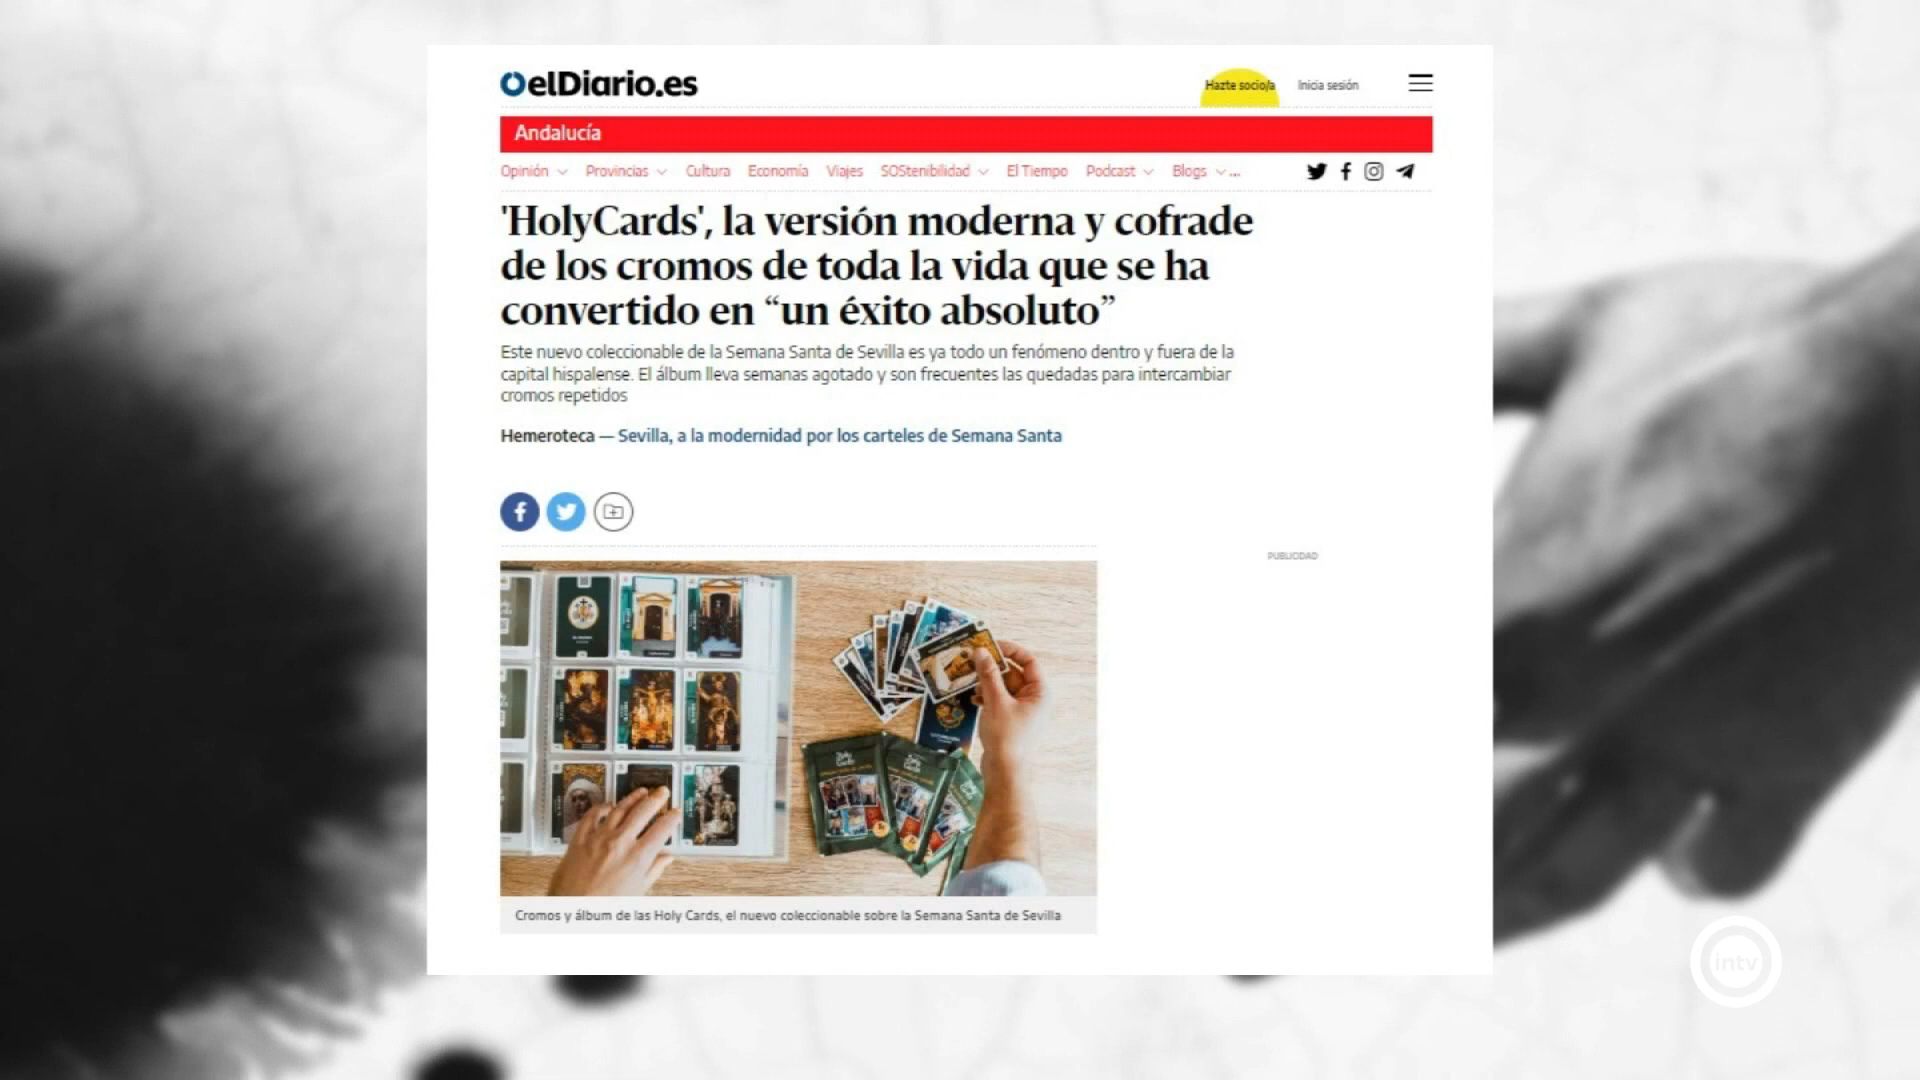 elDiario.es
Hazte socio/a
Inicia sesión
Andalucía
Opinión
Provincias
Cultura
Economía
Viajes
SOStenibilidad
El Tiempo
Podcast
Blogs
...
'HolyCards', la versión moderna y cofrade
de los cromos de toda la vida que se ha
convertido en “un éxito absoluto”
Este nuevo coleccionable de la Semana Santa de Sevilla es ya todo un fenómeno dentro y fuera de la
capital hispalense. El álbum lleva semanas agotado y son frecuentes las quedadas para intercambiar
cromos repetidos
Hemeroteca — Sevilla, a la modernidad por los carteles de Semana Santa
PUBLICIDAD
Cromos y álbum de las Holy Cards, el nuevo coleccionable sobre la Semana Santa de Sevilla
intv